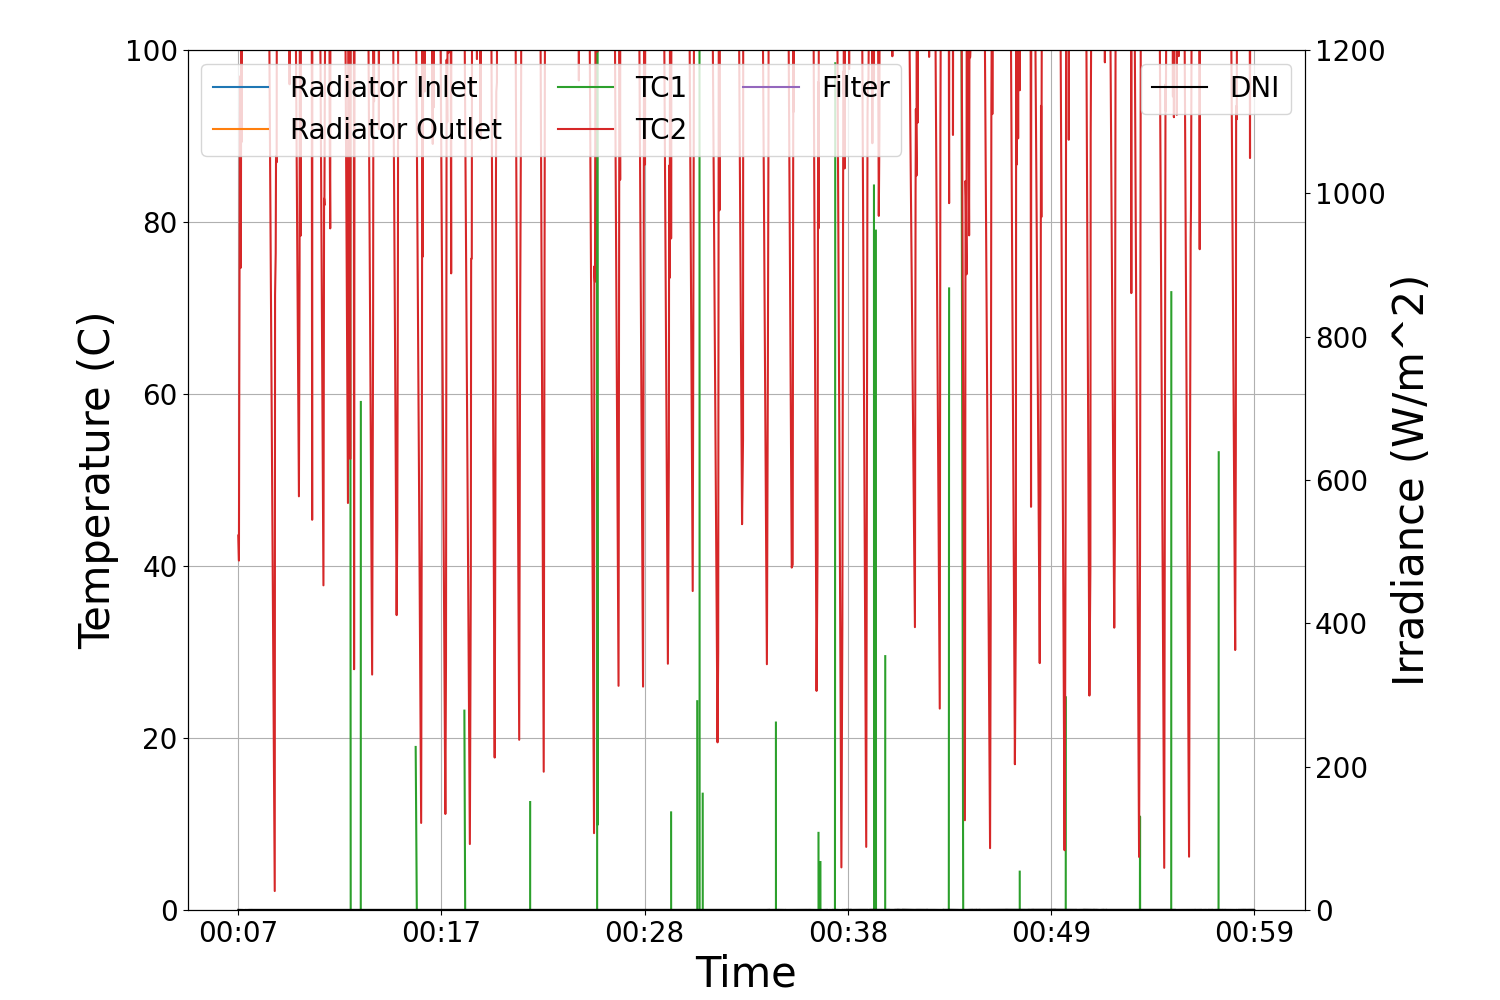 100
80
60
40
20
0
Temperature (C)
Radiator Inlet
Radiator Outlet
TC1
TC2
Filter
DNI
1200
1000
800
600
400
200
0
Irradiance (W/m^2)
00:07
00:17
00:28
00:38
00:49
00:59
Time